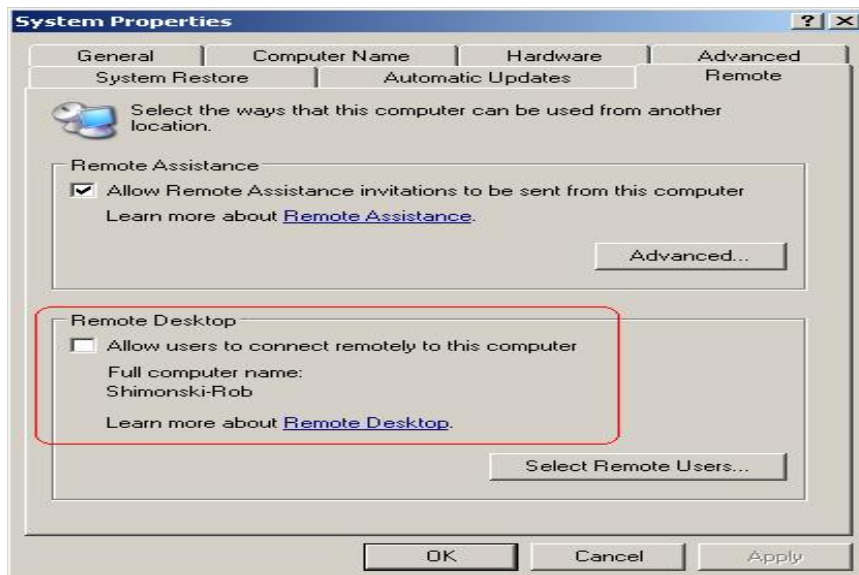 System Properties
General
Computer Name
Hardware
Advanced
System Restore
Automatic Updates
Remote
Select the ways that this computer can be used from another
location.
Remote Assistance
Allow Remote Assistance invitations to be sent from this computer
Learn more about Remote Assistance.
Advanced...
Remote Desktop
Allow users to connect remotely to this computer
Full computer name:
Shimonski-Rob
Learn more about Remote Desktop.
Select Remote Users...
OK
Cancel
Apply